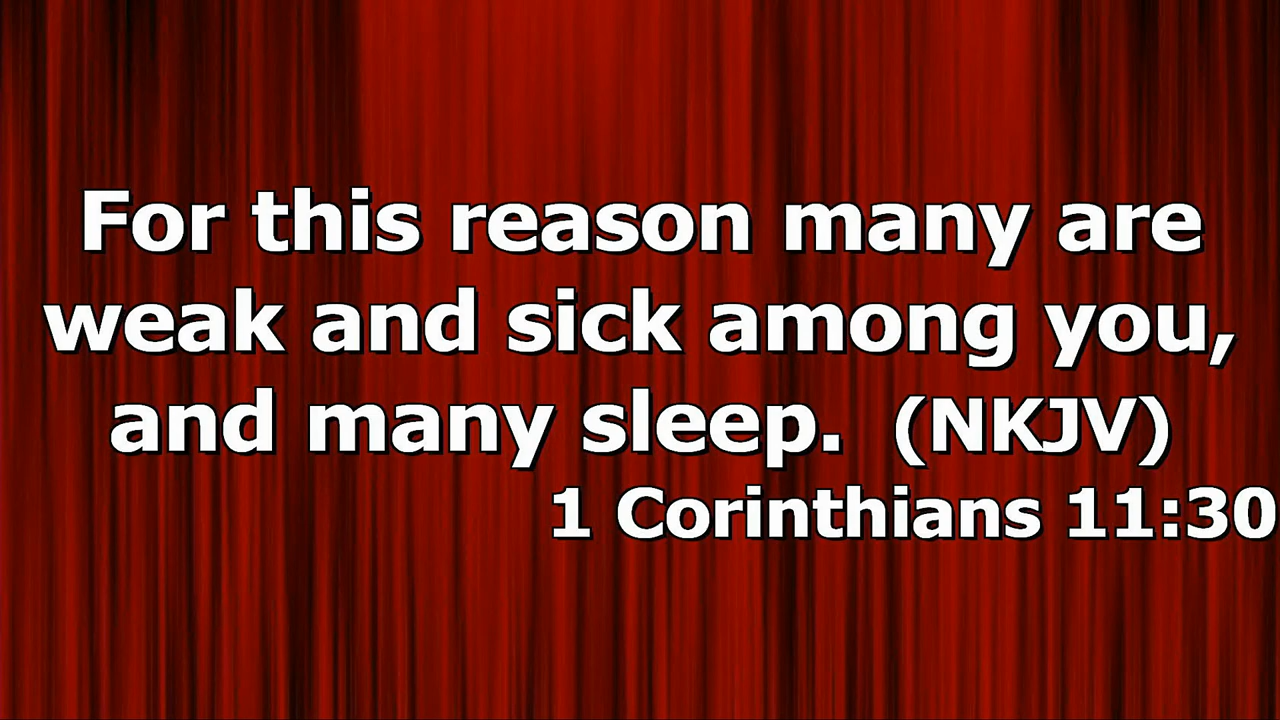 For this reason many are
weak and sick among you,
and many sleep. (NKJV)
1 Corinthians 11:30